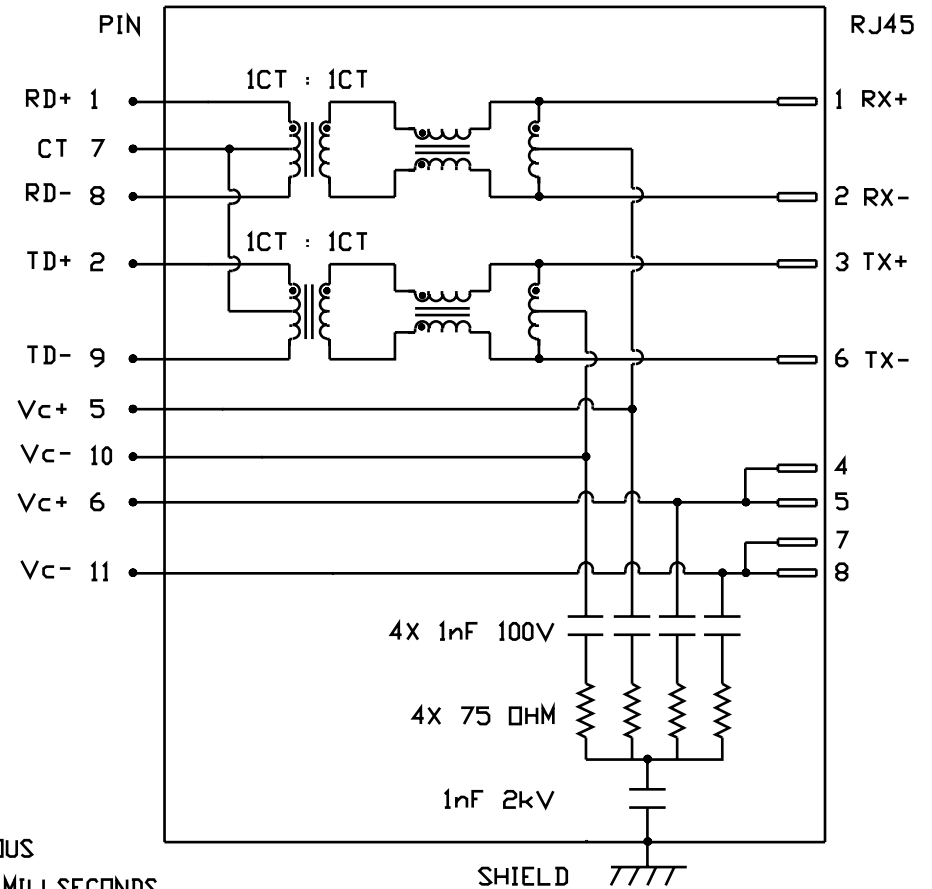 PIN RJ45
1CT : 1CT
RD+ 1 1 RX+
CT 7
RD- 8 2 RX-
1CT : 1CT
TD+ 2 3 TX+
TD- 9 6 TX-
Vc+ 5
Vc- 10
4
Vc+ 6 5
7
Vc- 11 8
4X 1nF 100V
4X 75 OHM
1nF 2kV
SHIELD